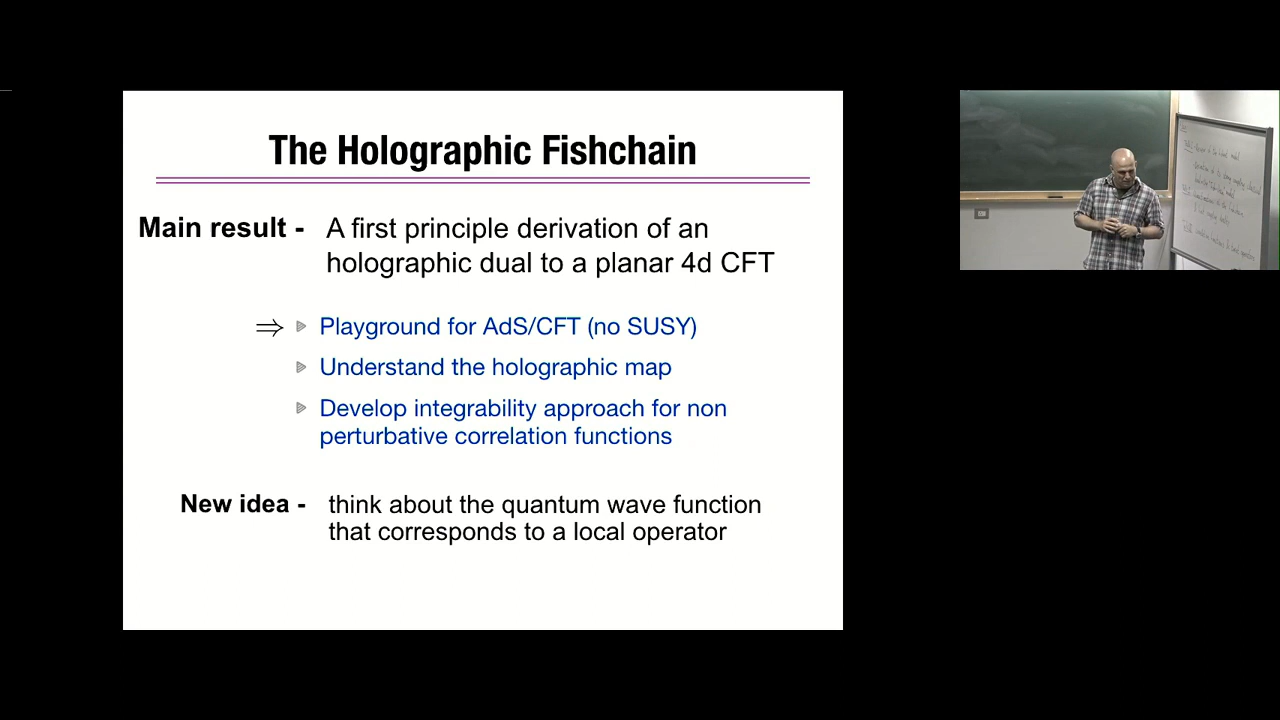 The Holographic Fishchain
Main result - A first principle derivation of an
holographic dual to a planar 4d CFT
⇒ Playground for AdS/CFT (no SUSY)
Understand the holographic map
Develop integrability approach for non
perturbative correlation functions
New idea - think about the quantum wave function
that corresponds to a local operator